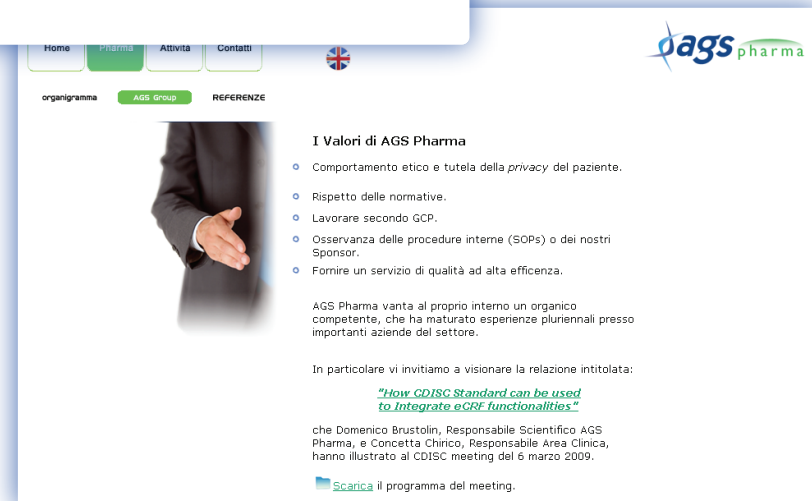 Home Pharma Attività Contatti
ags pharma
organigramma AGS Group REFERENZE
I Valori di AGS Pharma
Comportamento etico e tutela della privacy del paziente.
Rispetto delle normative.
Lavorare secondo GCP.
Osservanza delle procedure interne (SOPs) o dei nostri
Sponsor.
Fornire un servizio di qualità ad alta efficenza.
AGS Pharma vanta al proprio interno un organico
competente, che ha maturato esperienze pluriennali presso
importanti aziende del settore.
In particolare vi invitiamo a visionare la relazione intitolata:
"How CDISC Standard can be used
to Integrate eCRF functionalities"
che Domenico Brustolin, Responsabile Scientifico AGS
Pharma, e Concetta Chirico, Responsabile Area Clinica,
hanno illustrato al CDISC meeting del 6 marzo 2009.
Scarica il programma del meeting.